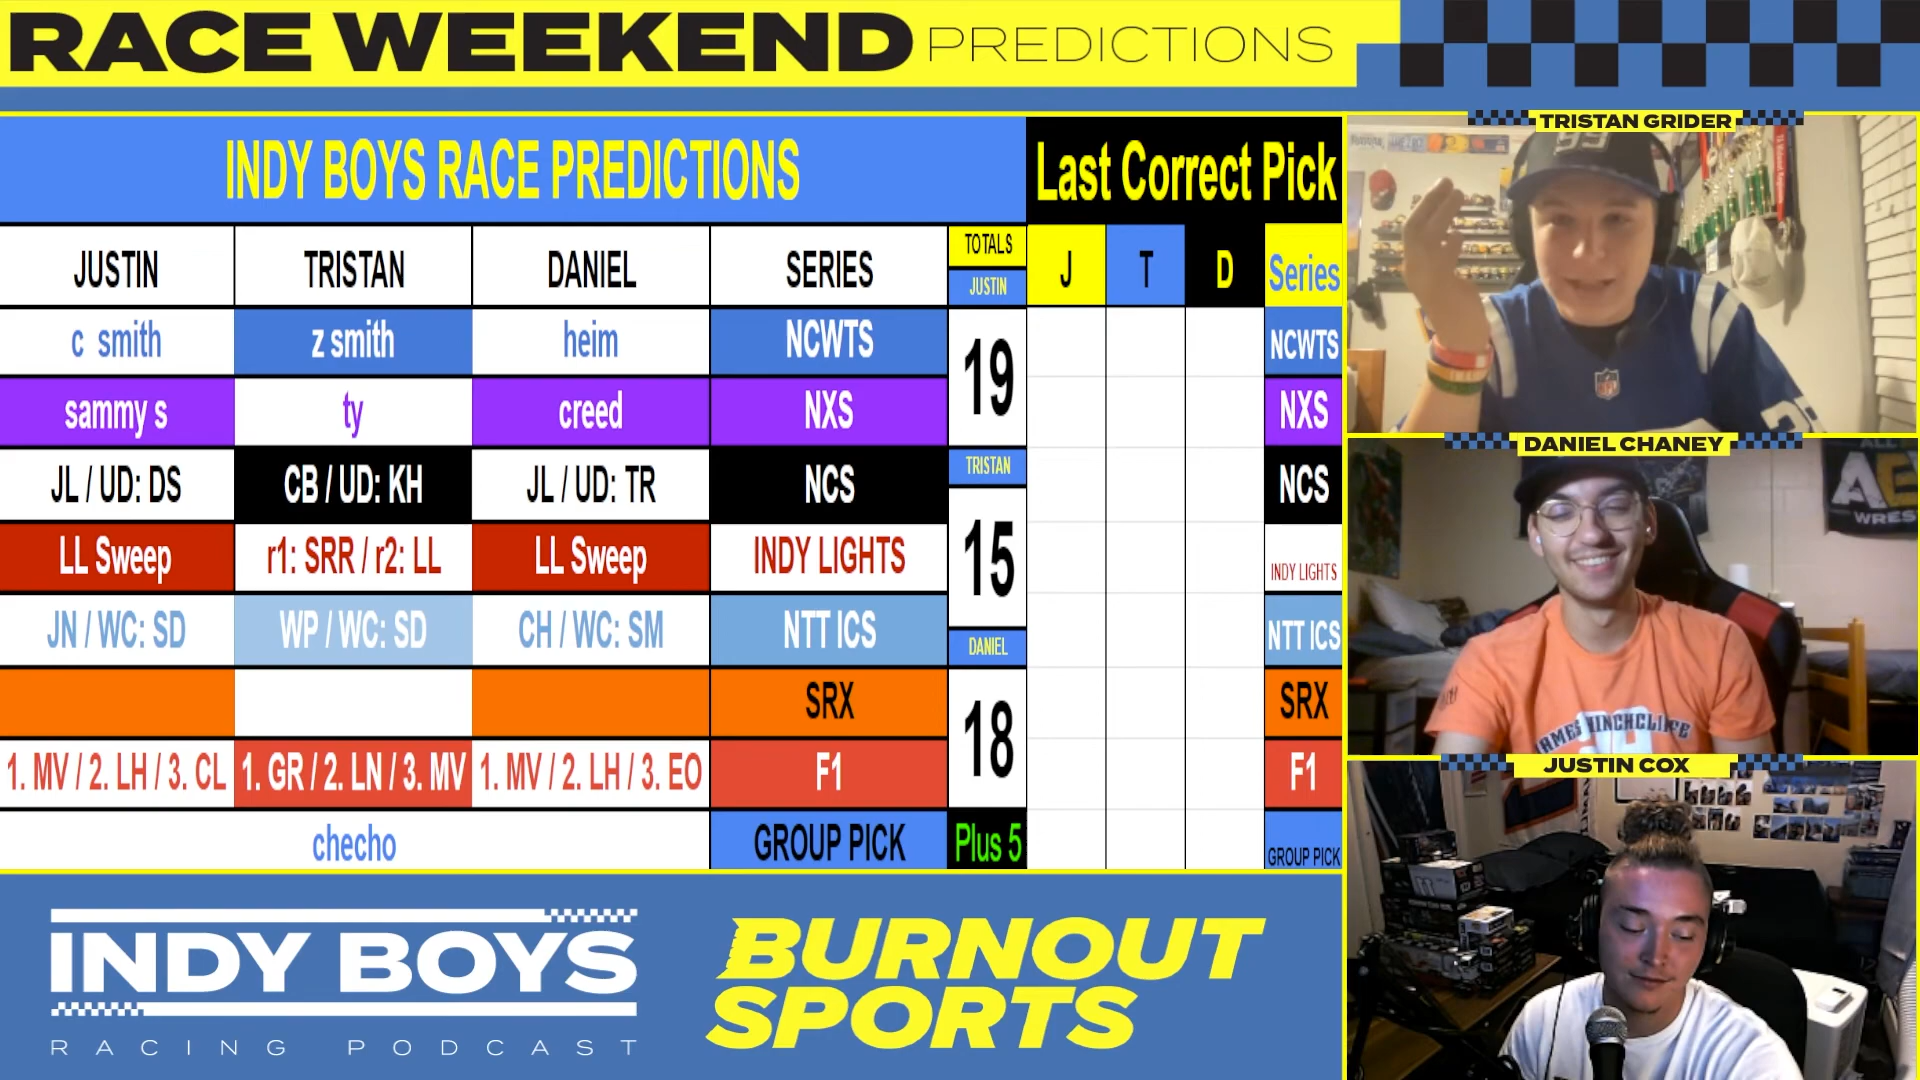 RACE WEEKEND PREDICTIONS
INDY BOYS RACE PREDICTIONS
Last Correct Pick
JUSTIN TRISTAN DANIEL SERIES TOTALS J T D Series
JUSTIN
c smith z smith heim NCWTS 19 NCWTS
sammy s ty creed NXS NXS
TRISTAN
JL / UD: DS CB / UD: KH JL / UD: TR NCS 15 NCS
LL Sweep r1: SRR / r2: LL LL Sweep INDY LIGHTS INDY LIGHTS
JN / WC: SD WP / WC: SD CH / WC: SM NTT ICS NTT ICS
DANIEL
SRX 18 SRX
1. MV / 2. LH / 3. CL 1. GR / 2. LN / 3. MV 1. MV / 2. LH / 3. EO F1 F1
checho GROUP PICK Plus 5 GROUP PICK
INDY BOYS
RACING PODCAST
BURNOUT
SPORTS
TRISTAN GRIDER
NFL
DANIEL CHANEY
JAMES HINCHCLIFFE
JUSTIN COX